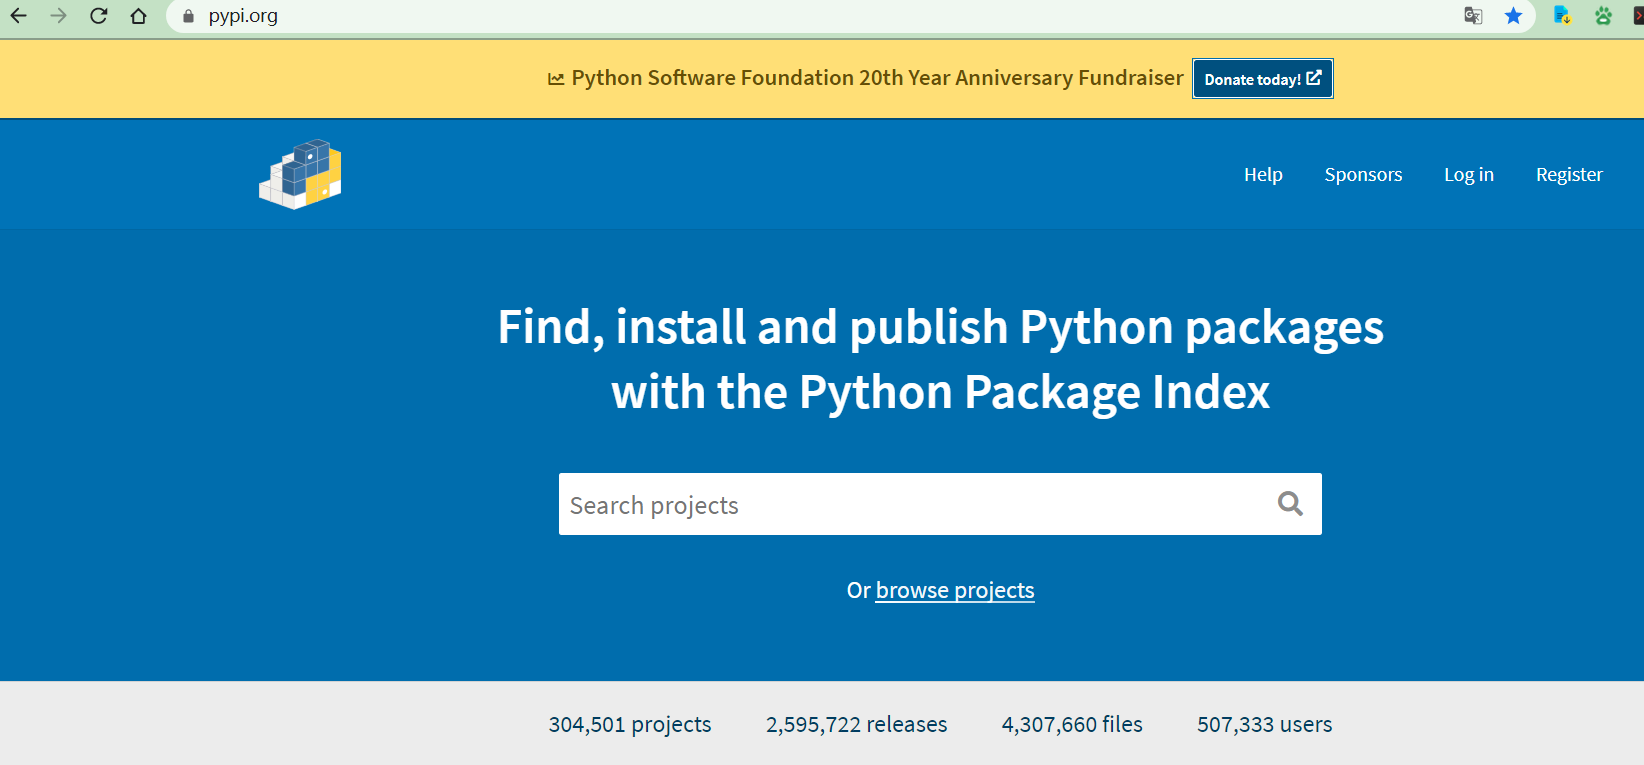 pypi.org
Python Software Foundation 20th Year Anniversary Fundraiser Donate today!
Help Sponsors Log in Register
Find, install and publish Python packages
with the Python Package Index
Search projects
Or browse projects
304,501 projects 2,595,722 releases 4,307,660 files 507,333 users